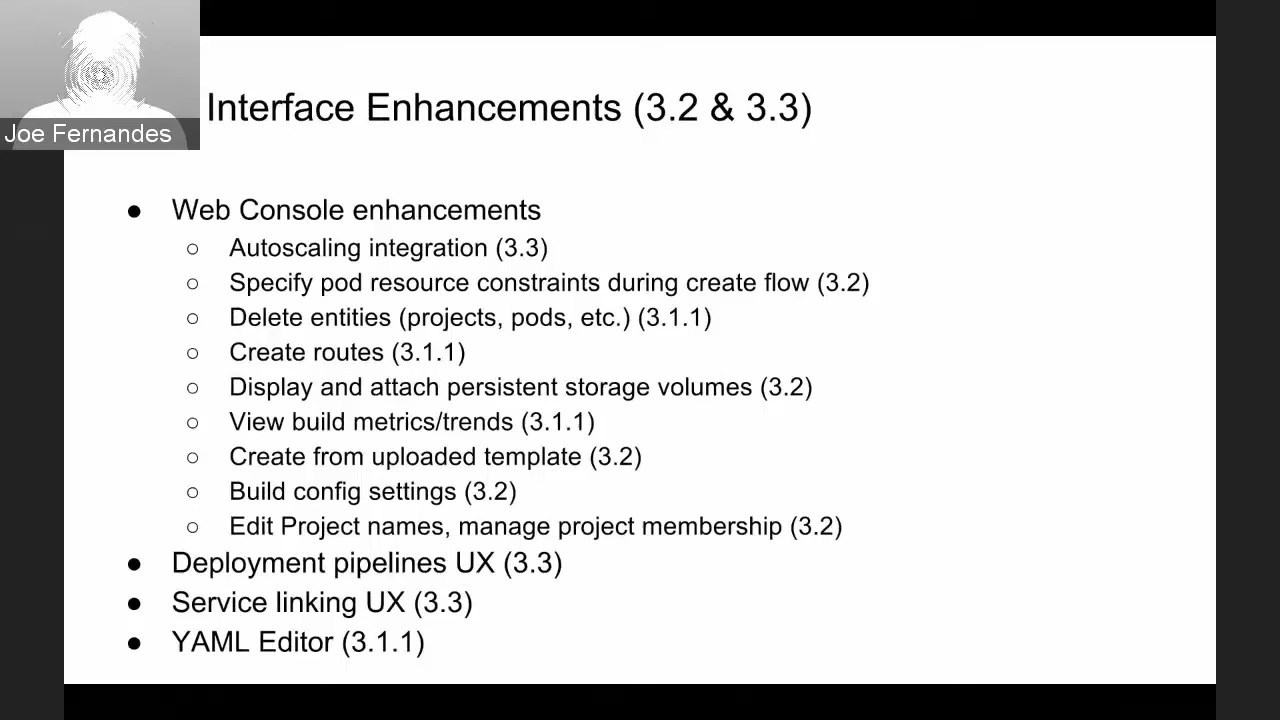 Joe Fernandes
Interface Enhancements (3.2 & 3.3)
● Web Console enhancements
○ Autoscaling integration (3.3)
○ Specify pod resource constraints during create flow (3.2)
○ Delete entities (projects, pods, etc.) (3.1.1)
○ Create routes (3.1.1)
○ Display and attach persistent storage volumes (3.2)
○ View build metrics/trends (3.1.1)
○ Create from uploaded template (3.2)
○ Build config settings (3.2)
○ Edit Project names, manage project membership (3.2)
● Deployment pipelines UX (3.3)
● Service linking UX (3.3)
● YAML Editor (3.1.1)